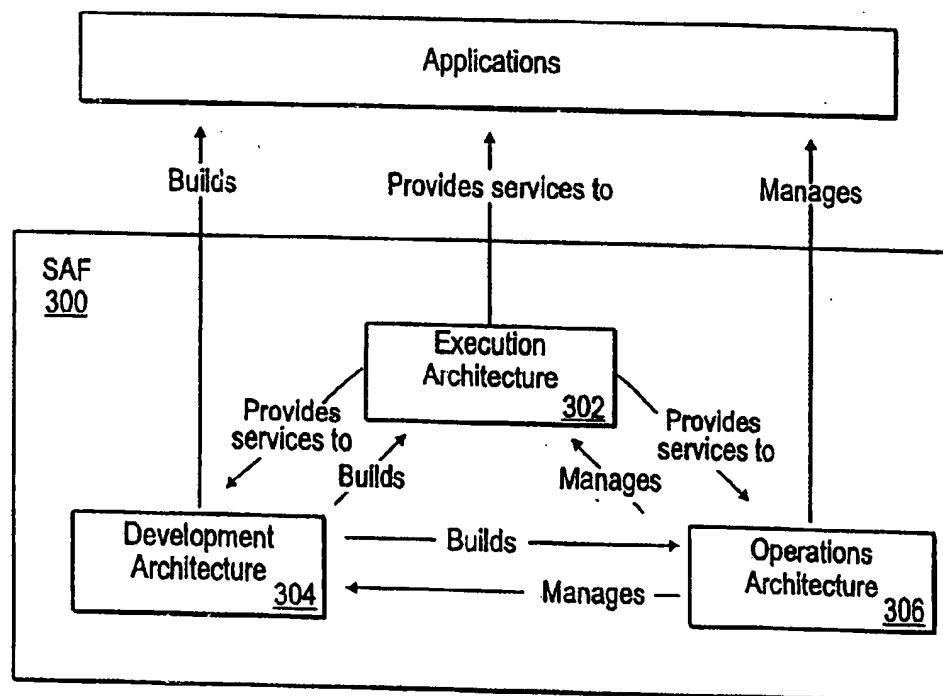 Applications
Builds
Provides services to
Manages
SAF
300
Execution
Architecture
302
Provides
services to
Provides
services to
Builds
Manages
Development
Architecture
304
Builds
Manages
Operations
Architecture
306